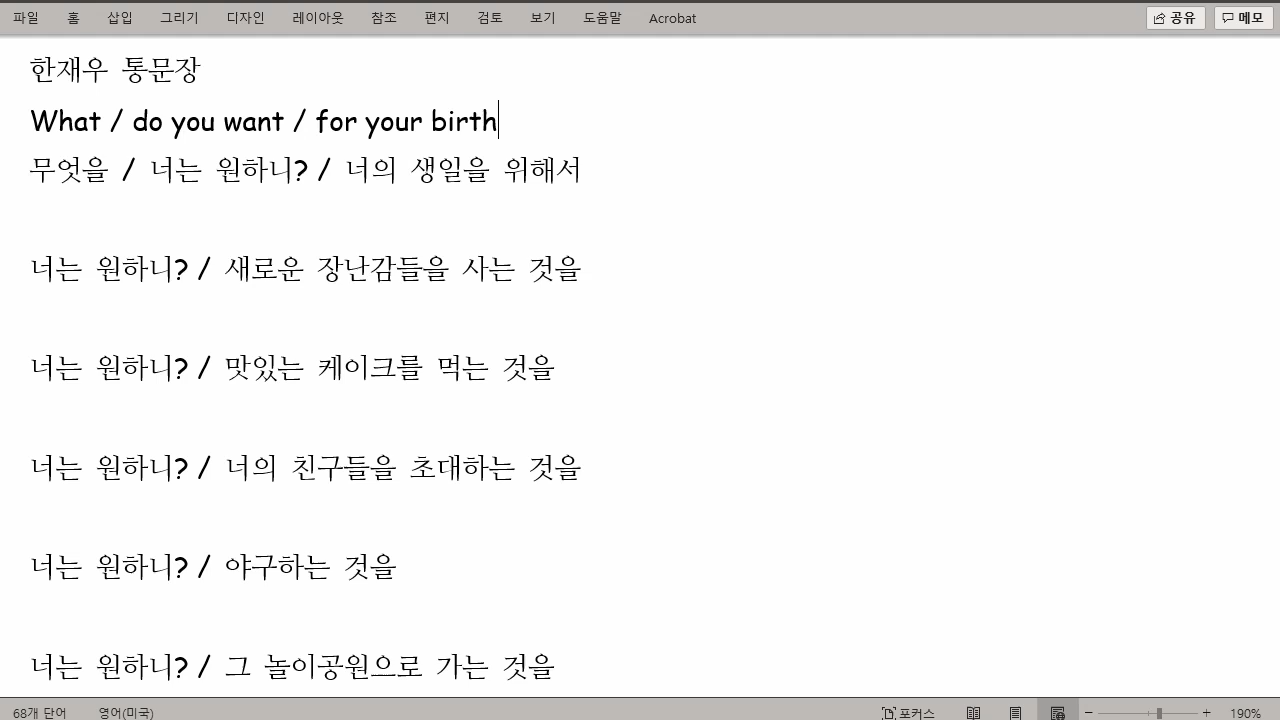 파일 홈 삽입 그리기 디자인 레이아웃 참조 편지 검토 보기 도움말 Acrobat 공유 메모
한재우 통문장
What / do you want / for your birth
무엇을 / 너는 원하니? / 너의 생일을 위해서
너는 원하니? / 새로운 장난감들을 사는 것을
너는 원하니? / 맛있는 케이크를 먹는 것을
너는 원하니? / 너의 친구들을 초대하는 것을
너는 원하니? / 야구하는 것을
너는 원하니? / 그 놀이공원으로 가는 것을
68개 단어 영어(미국) 포커스 190%